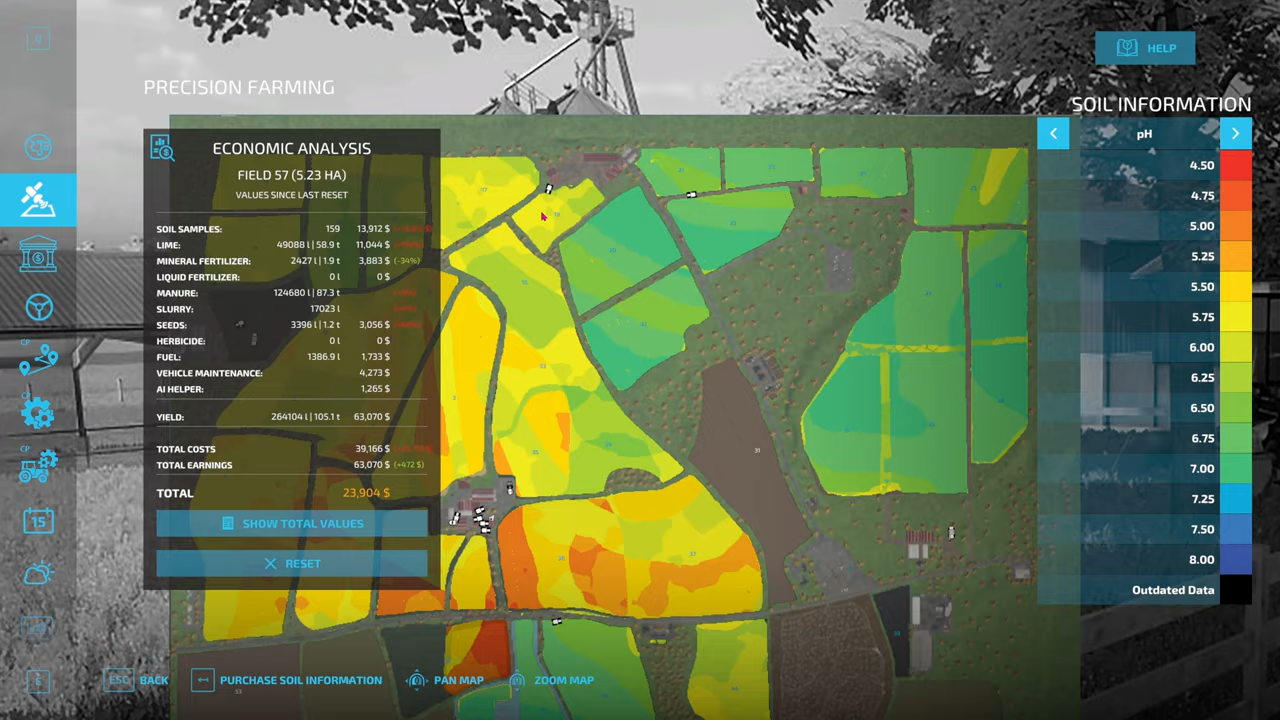 HELP
PRECISION FARMING
SOIL INFORMATION
pH
4.50
4.75
5.00
5.25
5.50
5.75
6.00
6.25
6.50
6.75
7.00
7.25
7.50
8.00
Outdated Data
ECONOMIC ANALYSIS
FIELD 57 (5.23 HA)
VALUES SINCE LAST RESET
SOIL SAMPLES: 159 13,912 $
LIME: 49088 l | 58.9 t 11,044 $
MINERAL FERTILIZER: 2427 l | 1.9 t 3,883 $ (-34%)
LIQUID FERTILIZER: 0 l 0 $
MANURE: 124680 l | 87.3 t
SLURRY: 17023 l
SEEDS: 3396 l | 1.2 t 3,056 $
HERBICIDE: 0 l 0 $
FUEL: 1386.9 l 1,733 $
VEHICLE MAINTENANCE: 4,273 $
AI HELPER: 1,265 $
YIELD: 264104 l | 105.1 t 63,070 $
TOTAL COSTS 39,166 $
TOTAL EARNINGS 63,070 $ (+472 $)
TOTAL 23,904 $
SHOW TOTAL VALUES
RESET
CP
CP
15
31
37
ESC BACK
PURCHASE SOIL INFORMATION
PAN MAP
ZOOM MAP